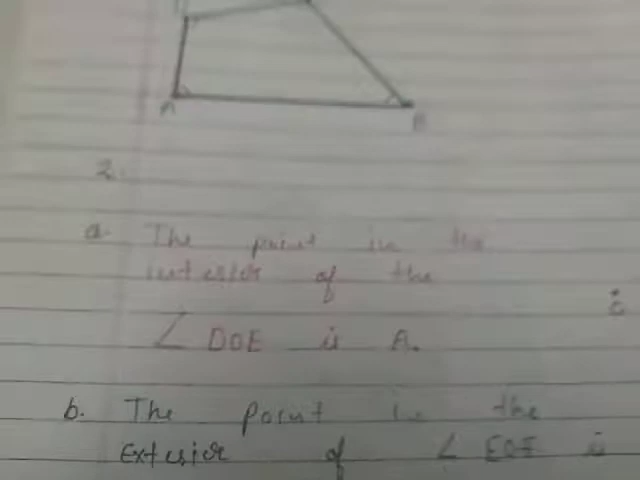 A
B
2.
a. The point in the
interior of the
∠ DOE is A.
b. The point in the
Exterior of ∠ EOF is